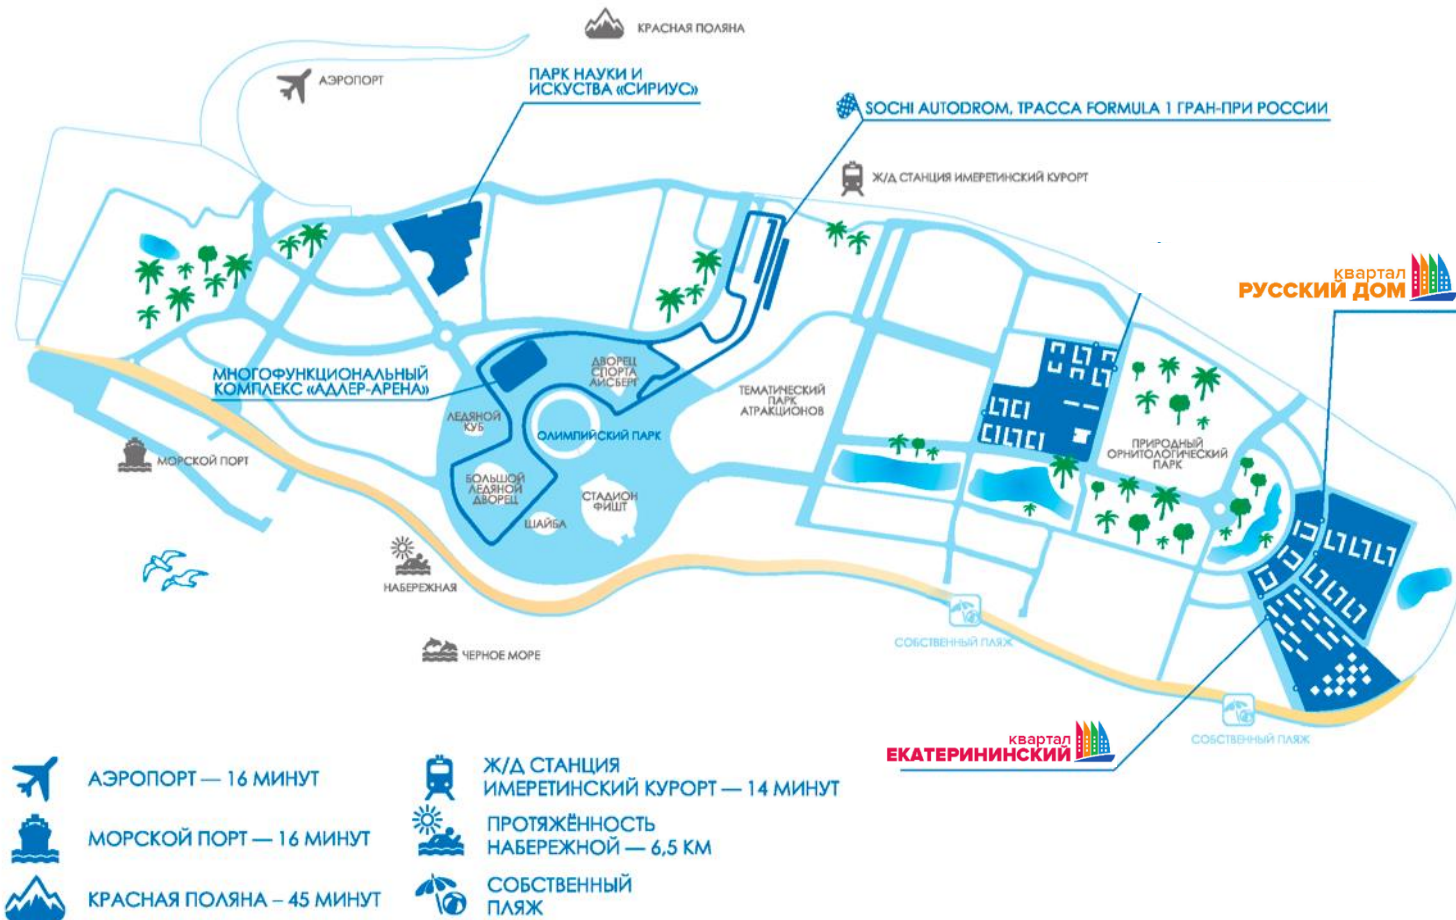 КРАСНАЯ ПОЛЯНА
АЭРОПОРТ
ПАРК НАУКИ И
ИСКУСТВА «СИРИУС»
SOCHI AUTODROM, ТРАССА FORMULA 1 ГРАН-ПРИ РОССИИ
Ж/Д СТАНЦИЯ ИМЕРЕТИНСКИЙ КУРОРТ
квартал
РУССКИЙ ДОМ
МНОГОФУНКЦИОНАЛЬНЫЙ
КОМПЛЕКС «АДЛЕР-АРЕНА»
ДВОРЕЦ
СПОРТА
АЙСБЕРГ
ТЕМАТИЧЕСКИЙ
ПАРК
АТРАКЦИОНОВ
ЛЕДЯНОЙ
КУБ
ОЛИМПИЙСКИЙ ПАРК
ПРИРОДНЫЙ
ОРНИТОЛОГИЧЕСКИЙ
ПАРК
МОРСКОЙ ПОРТ
БОЛЬШОЙ
ЛЕДЯНОЙ
ДВОРЕЦ
СТАДИОН
ФИШТ
ШАЙБА
НАБЕРЕЖНАЯ
ЧЕРНОЕ МОРЕ
СОБСТВЕННЫЙ ПЛЯЖ
СОБСТВЕННЫЙ ПЛЯЖ
квартал
ЕКАТЕРИНИНСКИЙ
АЭРОПОРТ — 16 МИНУТ
МОРСКОЙ ПОРТ — 16 МИНУТ
КРАСНАЯ ПОЛЯНА – 45 МИНУТ
Ж/Д СТАНЦИЯ
ИМЕРЕТИНСКИЙ КУРОРТ — 14 МИНУТ
ПРОТЯЖЁННОСТЬ
НАБЕРЕЖНОЙ — 6,5 КМ
СОБСТВЕННЫЙ
ПЛЯЖ